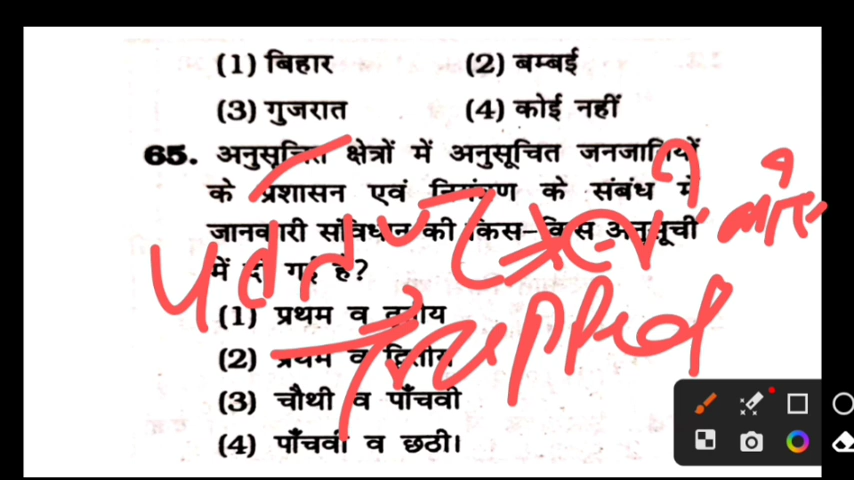 (1) बिहार (2) बम्बई
(3) गुजरात (4) कोई नहीं
65. अनुसूचित क्षेत्रों में अनुसूचित जनजातियों
के प्रशासन एवं नियंत्रण के संबंध में
जानकारी संविधान की किस-किस अनुसूची
में दी गई है?
(1) प्रथम व तृतीय
(2) प्रथम व द्वितीय
(3) चौथी व पाँचवी
(4) पाँचवी व छठी।